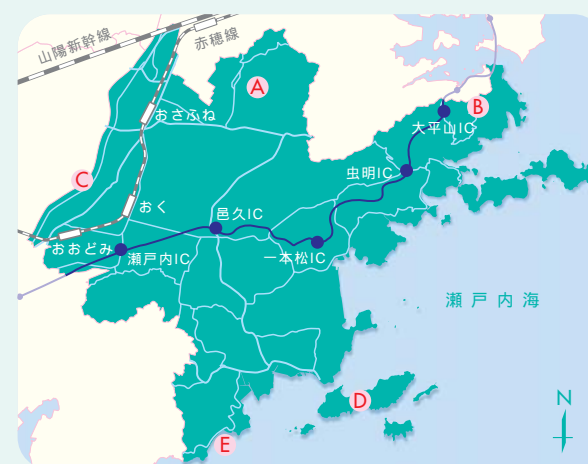 山陽新幹線
赤穂線
A
B
おさふね
大平山IC
虫明IC
C
おく
邑久IC
おおどみ
瀬戸内IC
一本松IC
瀬戸内海
D
N
E